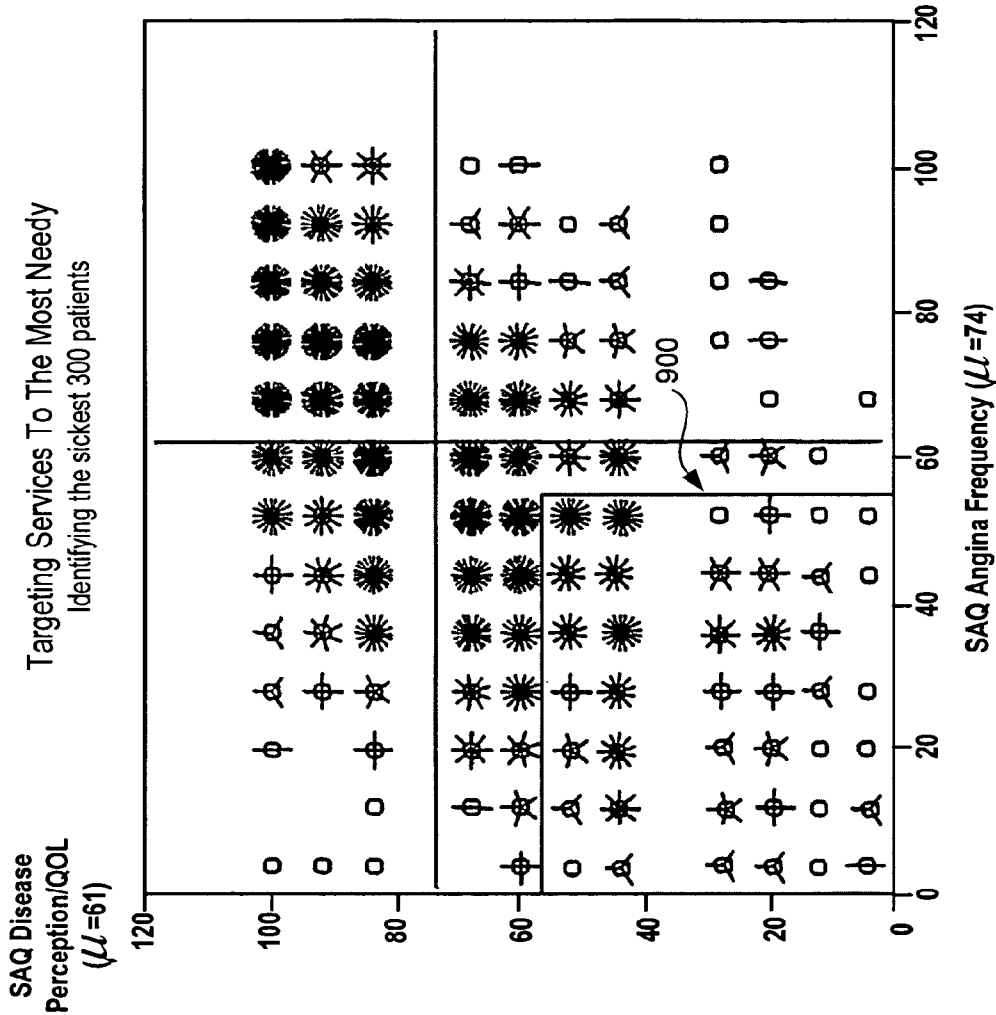 Targeting Services To The Most Needy
Identifying the sickest 300 patients
SAQ Disease
Perception/QOL
(μ=61)
120
100
80
60
40
20
0
900
0
20
40
60
80
100
120
SAQ Angina Frequency (μ=74)